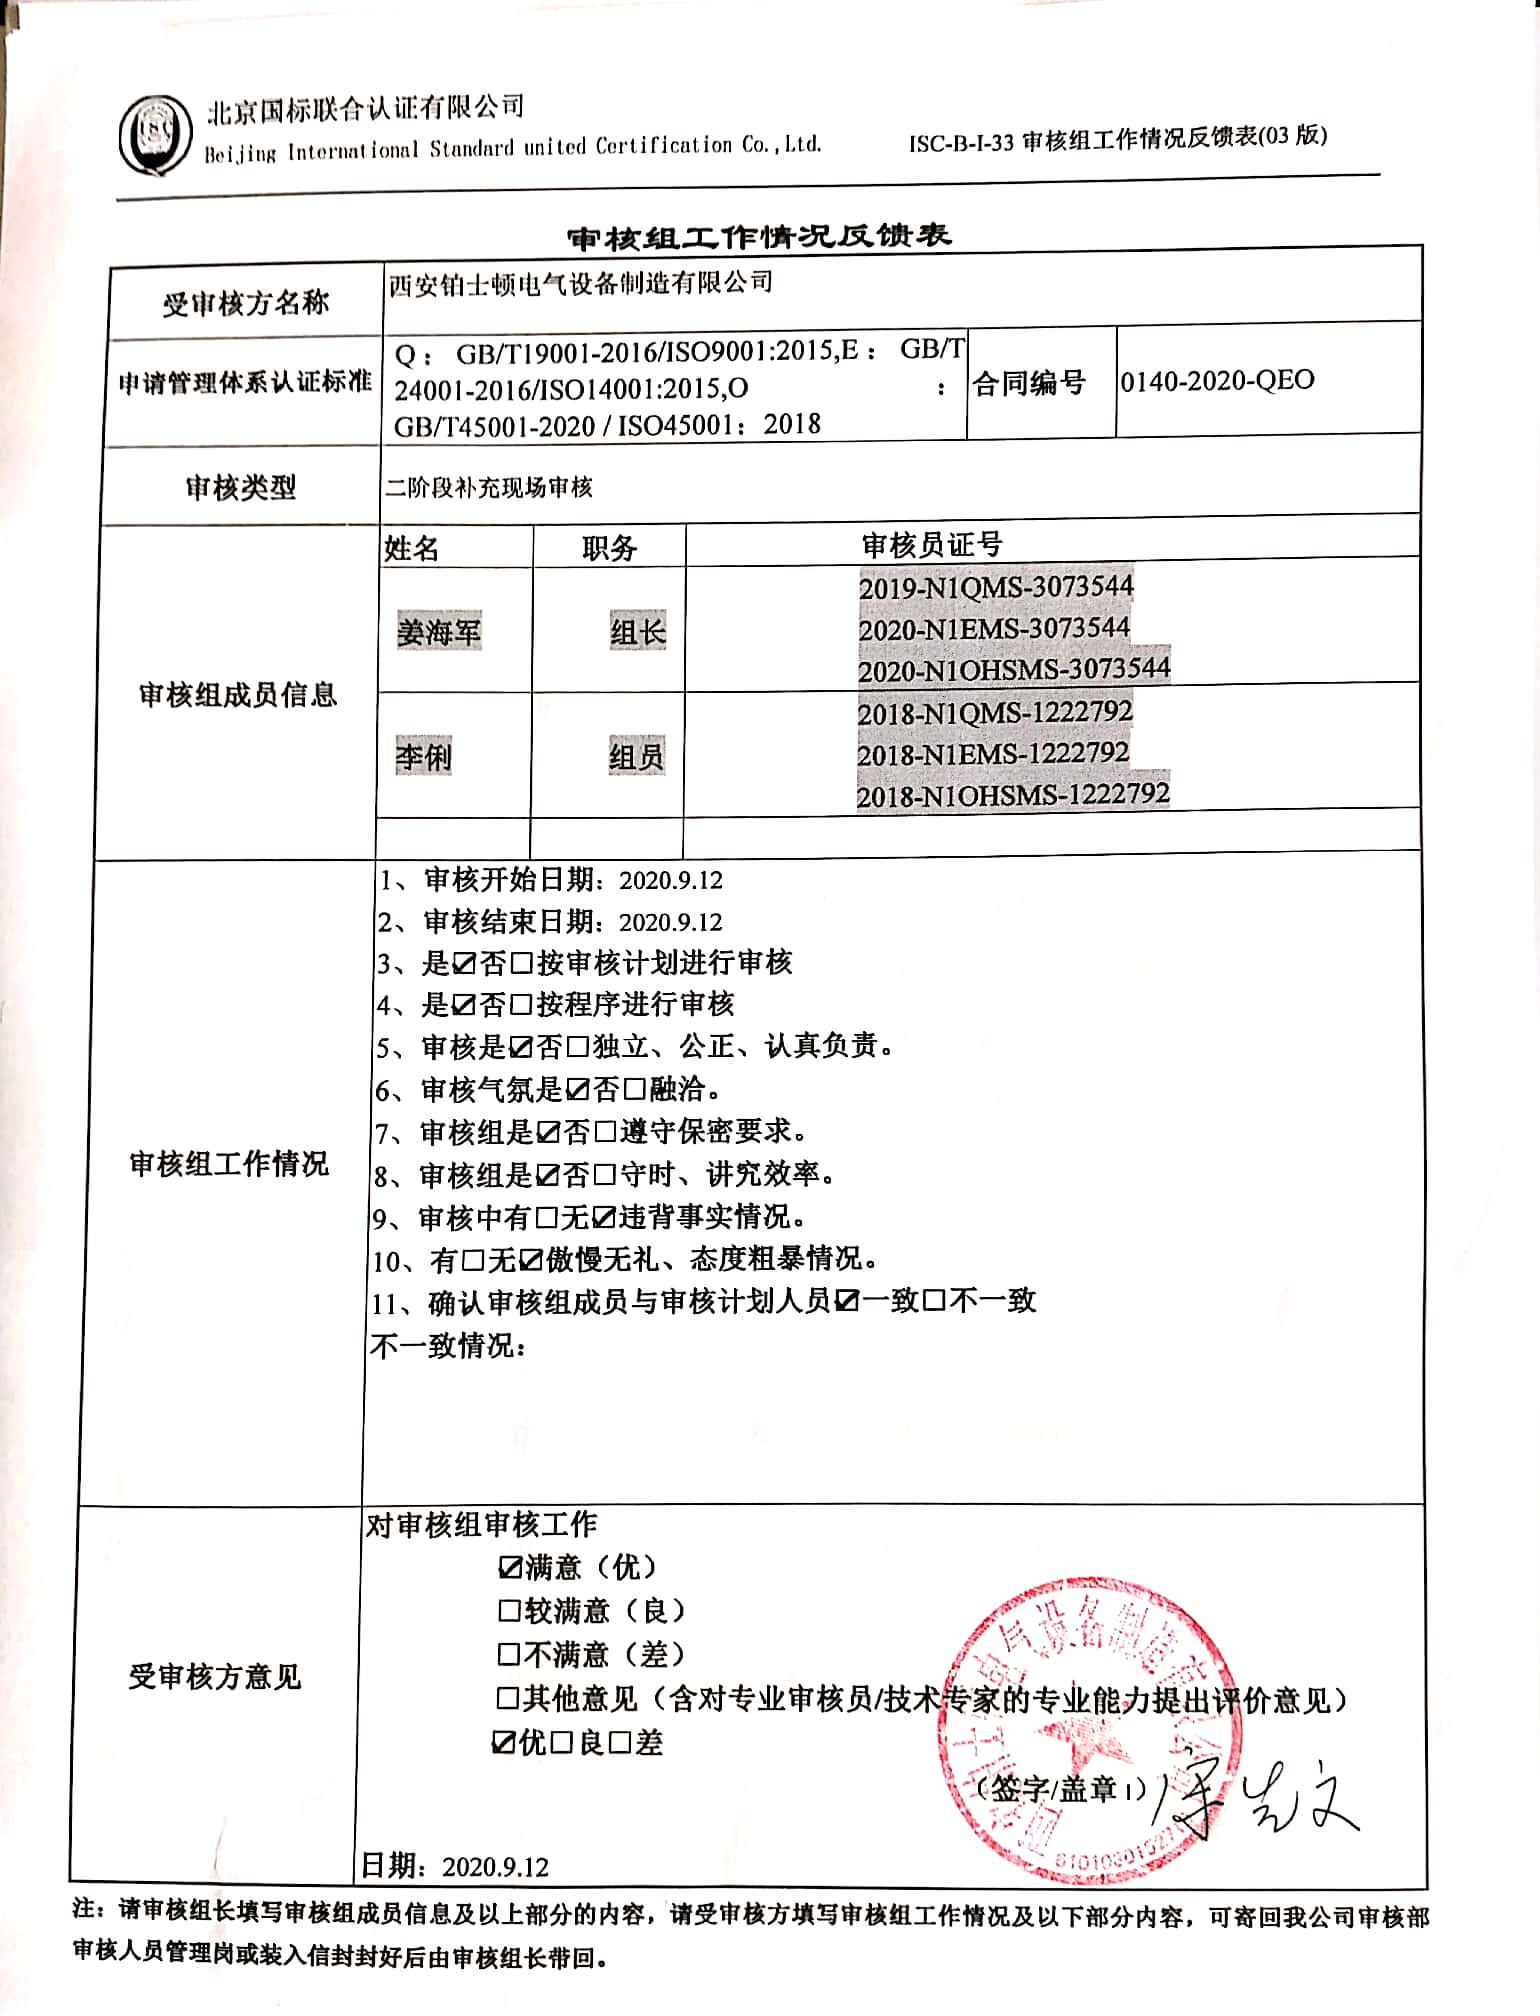 北京国标联合认证有限公司
Beijing International Standard united Certification Co.,Ltd.
ISC-B-I-33 审核组工作情况反馈表(03 版)
审核组工作情况反馈表
受审核方名称
西安铂士顿电气设备制造有限公司
申请管理体系认证标准
Q： GB/T19001-2016/ISO9001:2015,E： GB/T
24001-2016/ISO14001:2015,O ：
GB/T45001-2020 / ISO45001：2018
合同编号
0140-2020-QEO
审核类型
二阶段补充现场审核
审核组成员信息
姓名 职务 审核员证号
姜海军 组长
2019-N1QMS-3073544
2020-N1EMS-3073544
2020-N1OHSMS-3073544
李俐 组员
2018-N1QMS-1222792
2018-N1EMS-1222792
2018-N1OHSMS-1222792
审核组工作情况
1、审核开始日期：2020.9.12
2、审核结束日期：2020.9.12
3、是☑否□按审核计划进行审核
4、是☑否□按程序进行审核
5、审核是☑否□独立、公正、认真负责。
6、审核气氛是☑否□融洽。
7、审核组是☑否□遵守保密要求。
8、审核组是☑否□守时、讲究效率。
9、审核中有□无☑违背事实情况。
10、有□无☑傲慢无礼、态度粗暴情况。
11、确认审核组成员与审核计划人员☑一致□不一致
不一致情况：
受审核方意见
对审核组审核工作
☑满意（优）
□较满意（良）
□不满意（差）
□其他意见（含对专业审核员/技术专家的专业能力提出评价意见）
☑优□良□差
（签字/盖章）
日期：2020.9.12
注：请审核组长填写审核组成员信息及以上部分的内容，请受审核方填写审核组工作情况及以下部分内容，可寄回我公司审核部
审核人员管理岗或装入信封封好后由审核组长带回。